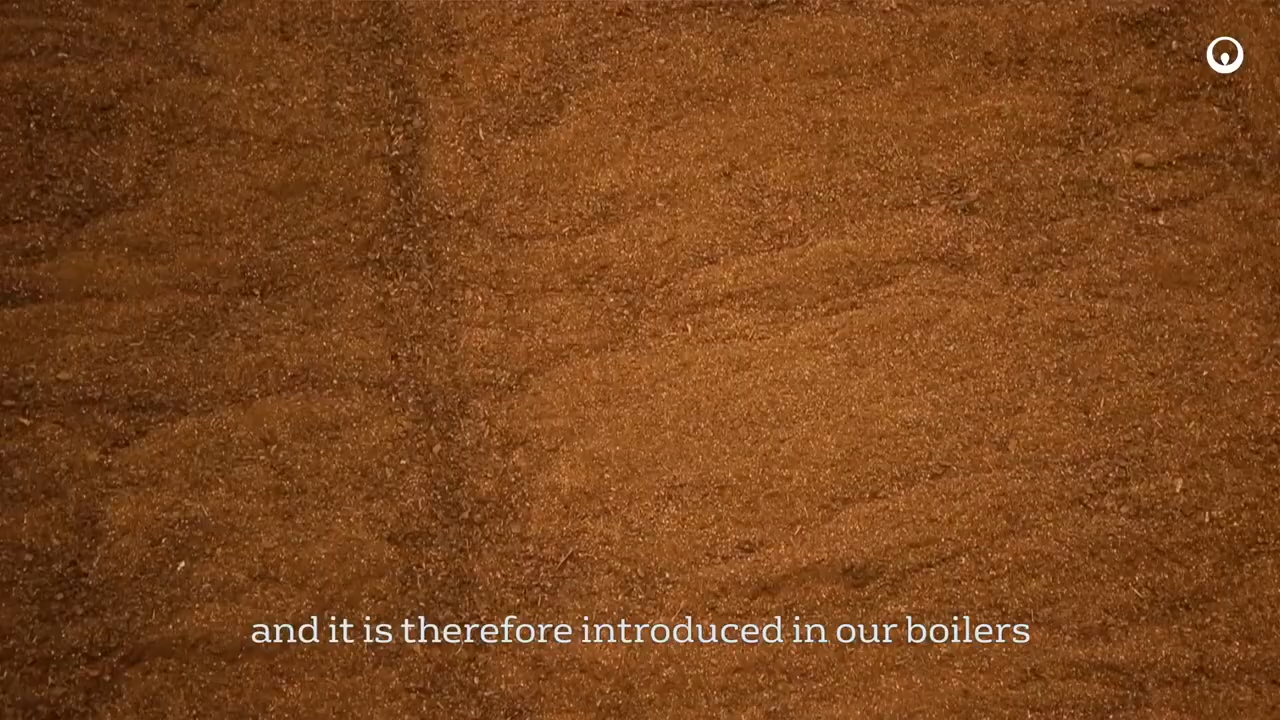 and it is therefore introduced in our boilers